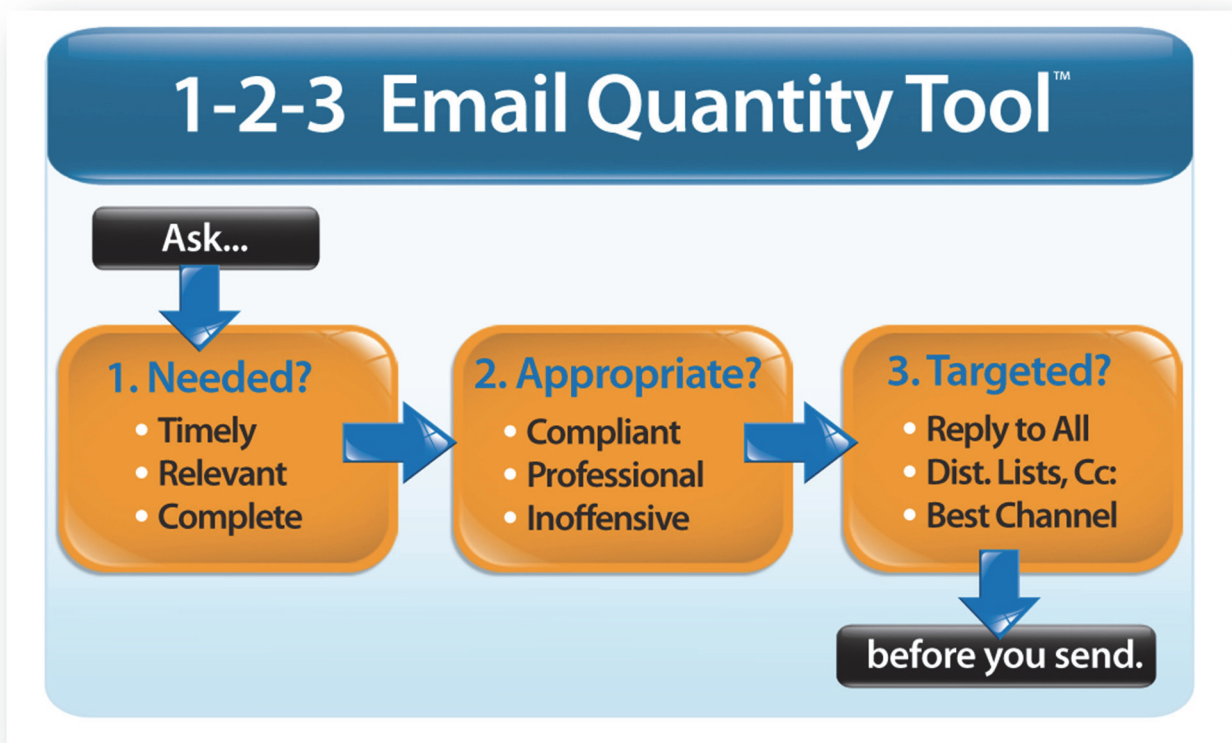 1-2-3 Email Quantity Tool™
Ask...
1. Needed?
• Timely
• Relevant
• Complete
2. Appropriate?
• Compliant
• Professional
• Inoffensive
3. Targeted?
• Reply to All
• Dist. Lists, Cc:
• Best Channel
before you send.